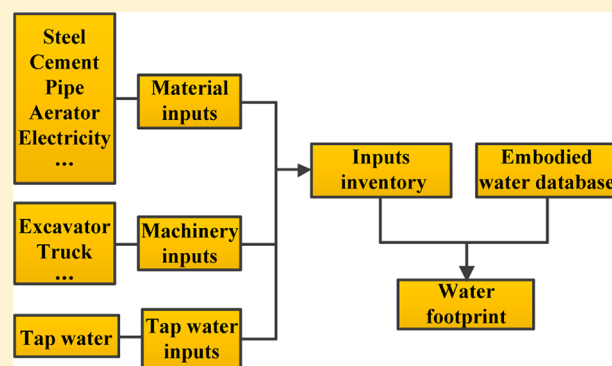 Steel
Cement
Pipe
Aerator
Electricity
...
Material
inputs
Inputs
inventory
Embodied
water database
Excavator
Truck
...
Machinery
inputs
Water
footprint
Tap water
Tap water
inputs